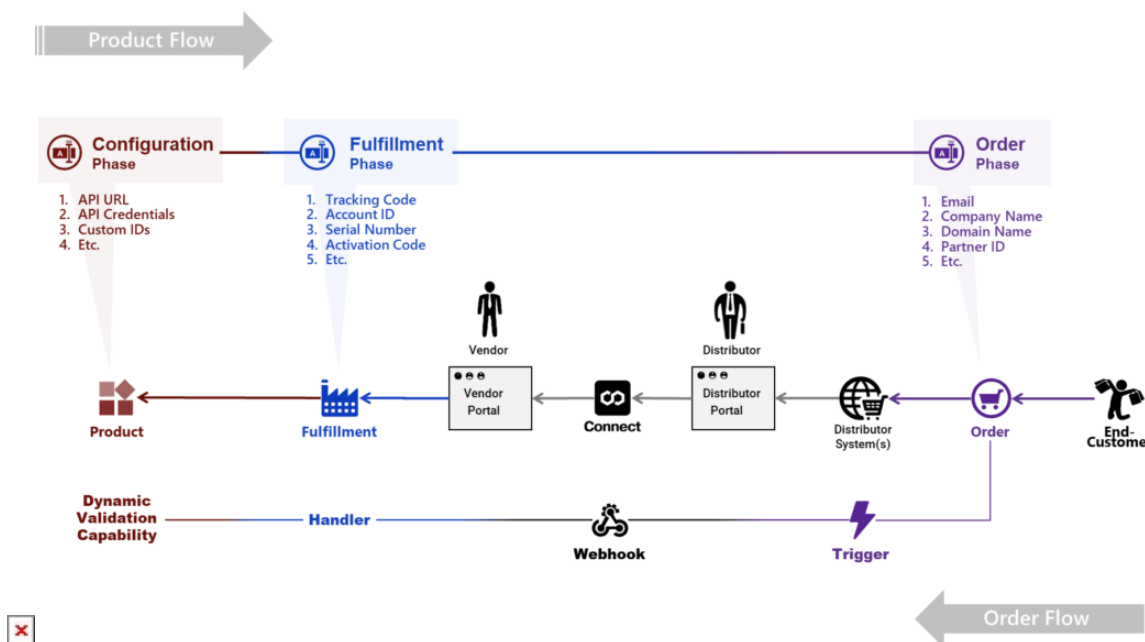 Product Flow
Configuration
Phase
Fulfillment
Phase
Order
Phase
1. API URL
2. API Credentials
3. Custom IDs
4. Etc.
1. Tracking Code
2. Account ID
3. Serial Number
4. Activation Code
5. Etc.
1. Email
2. Company Name
3. Domain Name
4. Partner ID
5. Etc.
Vendor
Distributor
Vendor
Portal
Distributor
Portal
Product
Fulfillment
Connect
Distributor
System(s)
Order
End-
Custome
Dynamic
Validation
Capability
Handler
Webhook
Trigger
Order Flow